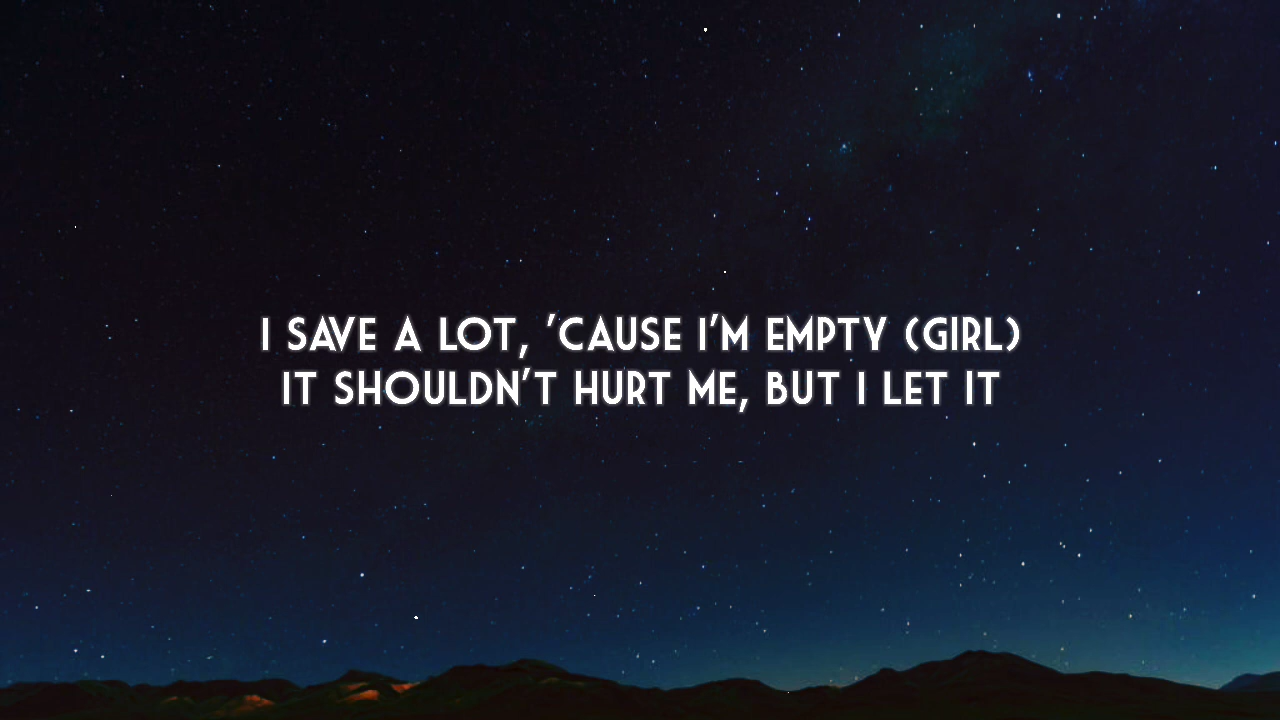 I SAVE A LOT, 'CAUSE I'M EMPTY (GIRL)
IT SHOULDN'T HURT ME, BUT I LET IT